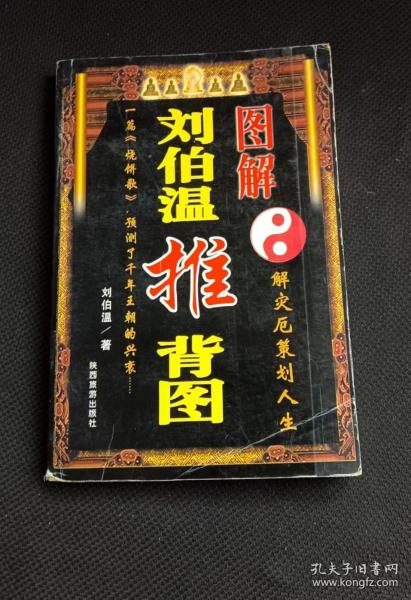 图解
解灾厄策划人生
刘伯温推背图
一篇《烧饼歌》，预测了千年王朝的兴衰……
刘伯温/著
陕西旅游出版社
孔夫子旧书网
www.kongfz.com